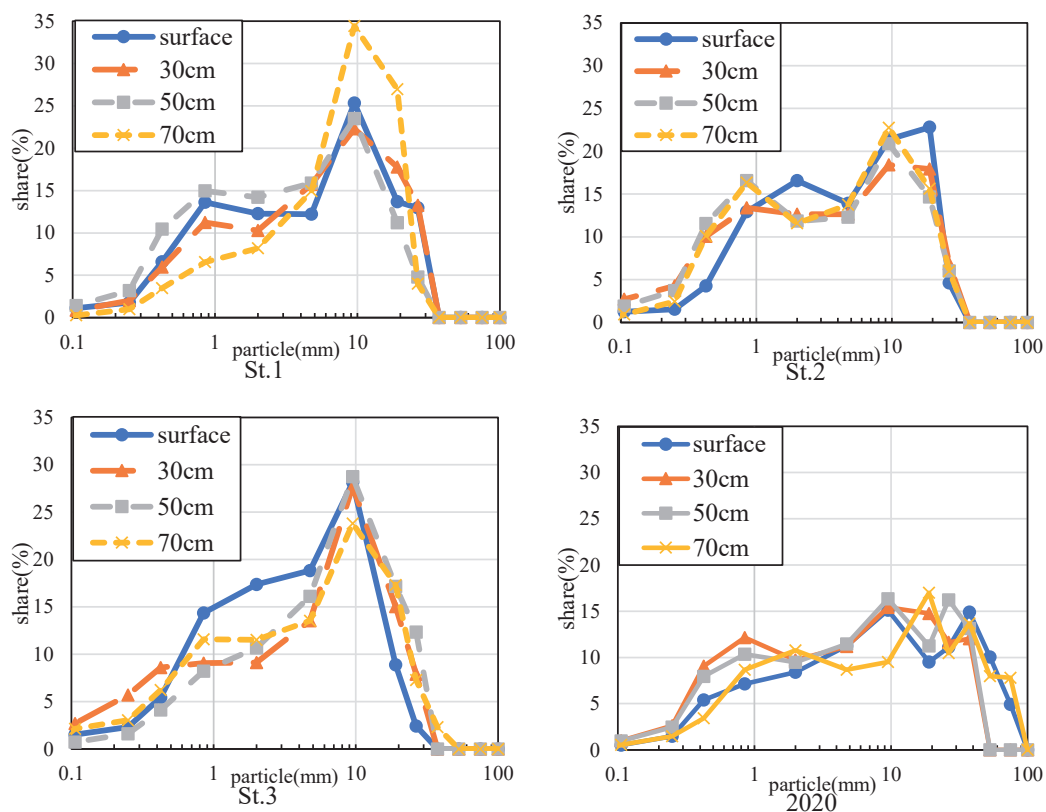 35
30
25
20
15
10
5
0
share(%)
surface
30cm
50cm
70cm
0.1
1
10
100
particle(mm)
St.1
35
30
25
20
15
10
5
0
share(%)
surface
30cm
50cm
70cm
0.1
1
10
100
particle(mm)
St.2
35
30
25
20
15
10
5
0
share(%)
surface
30cm
50cm
70cm
0.1
1
10
100
particle(mm)
St.3
35
30
25
20
15
10
5
0
share(%)
surface
30cm
50cm
70cm
0.1
1
10
100
particle(mm)
2020